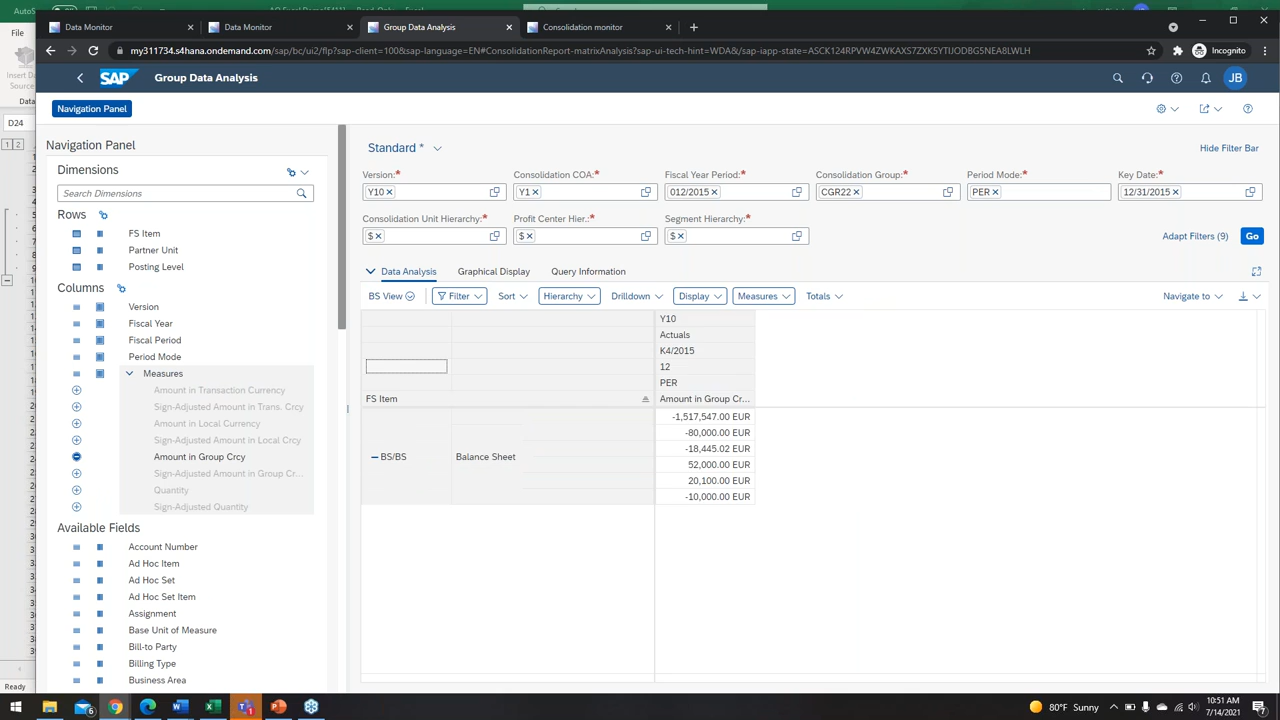 AutoS
File
Insert D
Source
Data
D24
Ready
Data Monitor
Data Monitor
Group Data Analysis
Consolidation monitor
my311734.s4hana.ondemand.com/sap/bc/ui2/flp?sap-client=100&sap-language=EN#ConsolidationReport-matrixAnalysis?sap-ui-tech-hint=WDA&/sap-iapp-state=ASCK124RPVW4ZWKAXS7ZXK5YTIJODBG5NEA8LWLH
Incognito
SAP
Group Data Analysis
JB
Navigation Panel
Navigation Panel
Dimensions
Search Dimensions
Rows
FS Item
Partner Unit
Posting Level
Columns
Version
Fiscal Year
Fiscal Period
Period Mode
Measures
Amount in Transaction Currency
Sign-Adjusted Amount in Trans. Crcy
Amount in Local Currency
Sign-Adjusted Amount in Local Crcy
Amount in Group Crcy
Sign-Adjusted Amount in Group Cr...
Quantity
Sign-Adjusted Quantity
Available Fields
Account Number
Ad Hoc Item
Ad Hoc Set
Ad Hoc Set Item
Assignment
Base Unit of Measure
Bill-to Party
Billing Type
Business Area
Standard *
Hide Filter Bar
Version:* Consolidation COA:* Fiscal Year Period:* Consolidation Group:* Period Mode:* Key Date:*
Y10 Y1 012/2015 CGR22 PER 12/31/2015
Consolidation Unit Hierarchy:* Profit Center Hier.:* Segment Hierarchy:*
$ $ $
Adapt Filters (9) Go
Data Analysis Graphical Display Query Information
BS View Filter Sort Hierarchy Drilldown Display Measures Totals Navigate to
Y10
Actuals
K4/2015
12
PER
FS Item Amount in Group Cr...
-1,517,547.00 EUR
-80,000.00 EUR
-18,445.02 EUR
BS/BS Balance Sheet
52,000.00 EUR
20,100.00 EUR
-10,000.00 EUR
80°F Sunny
10:51 AM
7/14/2021